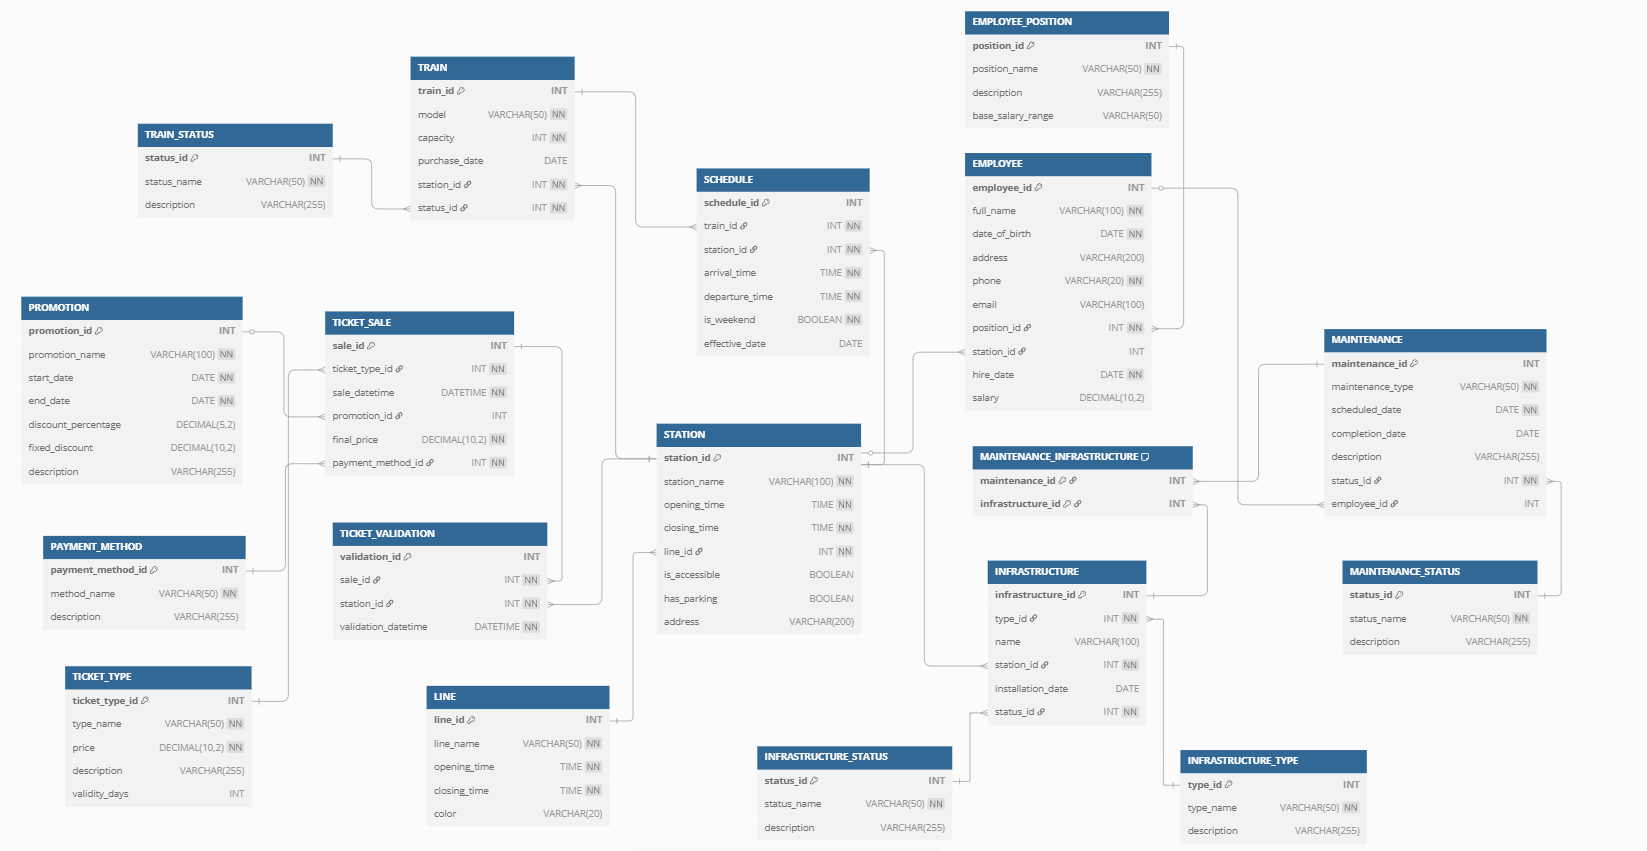 EMPLOYEE_POSITION
position_id INT
position_name VARCHAR(50) NN
description VARCHAR(255)
base_salary_range VARCHAR(50)
TRAIN
train_id INT
model VARCHAR(50) NN
capacity INT NN
purchase_date DATE
station_id INT NN
status_id INT NN
TRAIN_STATUS
status_id INT
status_name VARCHAR(50) NN
description VARCHAR(255)
SCHEDULE
schedule_id INT
train_id INT NN
station_id INT NN
arrival_time TIME NN
departure_time TIME NN
is_weekend BOOLEAN NN
effective_date DATE
EMPLOYEE
employee_id INT
full_name VARCHAR(100) NN
date_of_birth DATE NN
address VARCHAR(200)
phone VARCHAR(20) NN
email VARCHAR(100)
position_id INT NN
station_id INT
hire_date DATE NN
salary DECIMAL(10,2)
PROMOTION
promotion_id INT
promotion_name VARCHAR(100) NN
start_date DATE NN
end_date DATE NN
discount_percentage DECIMAL(5,2)
fixed_discount DECIMAL(10,2)
description VARCHAR(255)
TICKET_SALE
sale_id INT
ticket_type_id INT NN
sale_datetime DATETIME NN
promotion_id INT
final_price DECIMAL(10,2) NN
payment_method_id INT NN
MAINTENANCE
maintenance_id INT
maintenance_type VARCHAR(50) NN
scheduled_date DATE NN
completion_date DATE
description VARCHAR(255)
status_id INT NN
employee_id INT
STATION
station_id INT
station_name VARCHAR(100) NN
opening_time TIME NN
closing_time TIME NN
line_id INT NN
is_accessible BOOLEAN
has_parking BOOLEAN
address VARCHAR(200)
MAINTENANCE_INFRASTRUCTURE
maintenance_id INT
infrastructure_id INT
PAYMENT_METHOD
payment_method_id INT
method_name VARCHAR(50) NN
description VARCHAR(255)
TICKET_VALIDATION
validation_id INT
sale_id INT NN
station_id INT NN
validation_datetime DATETIME NN
INFRASTRUCTURE
infrastructure_id INT
type_id INT NN
name VARCHAR(100)
station_id INT NN
installation_date DATE
status_id INT NN
MAINTENANCE_STATUS
status_id INT
status_name VARCHAR(50) NN
description VARCHAR(255)
TICKET_TYPE
ticket_type_id INT
type_name VARCHAR(50) NN
price DECIMAL(10,2) NN
description VARCHAR(255)
validity_days INT
LINE
line_id INT
line_name VARCHAR(50) NN
opening_time TIME NN
closing_time TIME NN
color VARCHAR(20)
INFRASTRUCTURE_STATUS
status_id INT
status_name VARCHAR(50) NN
description VARCHAR(255)
INFRASTRUCTURE_TYPE
type_id INT
type_name VARCHAR(50) NN
description VARCHAR(255)